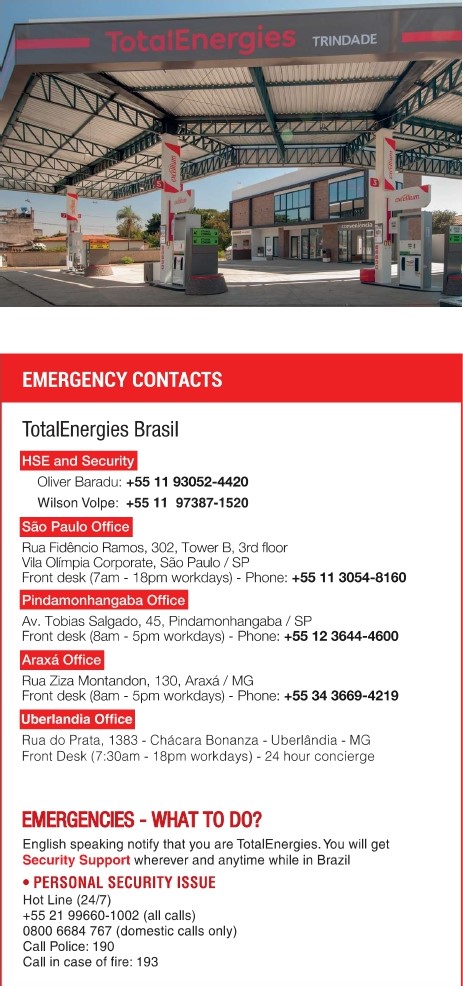 TotalEnergies TRINDADE
5
3
excellium
excellium
excellium
conveniência
EMERGENCY CONTACTS
TotalEnergies Brasil
HSE and Security
Oliver Baradu: +55 11 93052-4420
Wilson Volpe: +55 11 97387-1520
São Paulo Office
Rua Fidêncio Ramos, 302, Tower B, 3rd floor
Vila Olímpia Corporate, São Paulo / SP
Front desk (7am - 18pm workdays) - Phone: +55 11 3054-8160
Pindamonhangaba Office
Av. Tobias Salgado, 45, Pindamonhangaba / SP
Front desk (8am - 5pm workdays) - Phone: +55 12 3644-4600
Araxá Office
Rua Ziza Montandon, 130, Araxá / MG
Front desk (8am - 5pm workdays) - Phone: +55 34 3669-4219
Uberlandia Office
Rua do Prata, 1383 - Chácara Bonanza - Uberlândia - MG
Front Desk (7:30am - 18pm workdays) - 24 hour concierge
EMERGENCIES - WHAT TO DO?
English speaking notify that you are TotalEnergies. You will get
Security Support wherever and anytime while in Brazil
• PERSONAL SECURITY ISSUE
Hot Line (24/7)
+55 21 99660-1002 (all calls)
0800 6684 767 (domestic calls only)
Call Police: 190
Call in case of fire: 193